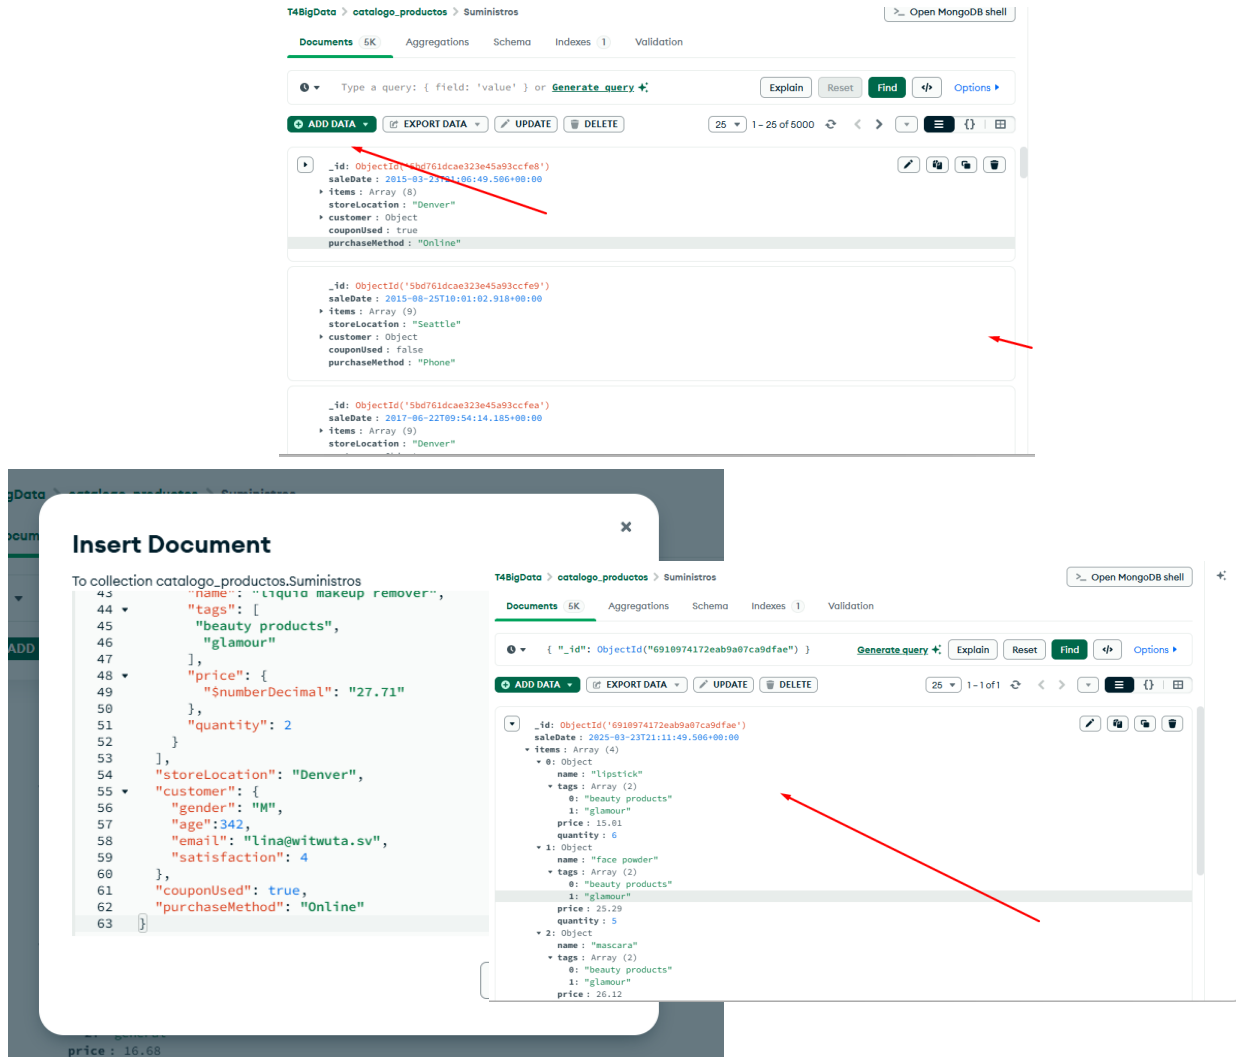 T4BigData > catalogo_productos > Suministros
>_ Open MongoDB shell
Documents 5K Aggregations Schema Indexes 1 Validation
Type a query: { field: 'value' } or Generate query
Explain Reset Find </> Options
ADD DATA EXPORT DATA UPDATE DELETE 25 1 – 25 of 5000 {}
_id: ObjectId('5bd761dcae323e45a93ccfe8')
saleDate : 2015-03-23T21:06:49.506+00:00
items : Array (8)
storeLocation : "Denver"
customer : Object
couponUsed : true
purchaseMethod : "Online"
_id: ObjectId('5bd761dcae323e45a93ccfe9')
saleDate : 2015-08-25T10:01:02.918+00:00
items : Array (9)
storeLocation : "Seattle"
customer : Object
couponUsed : false
purchaseMethod : "Phone"
_id: ObjectId('5bd761dcae323e45a93ccfea')
saleDate : 2017-06-22T09:54:14.185+00:00
items : Array (9)
storeLocation : "Denver"
Insert Document
To collection catalogo_productos.Suministros
43 "name": "liquid makeup remover",
44 "tags": [
45 "beauty products",
46 "glamour"
47 ],
48 "price": {
49 "$numberDecimal": "27.71"
50 },
51 "quantity": 2
52 }
53 ],
54 "storeLocation": "Denver",
55 "customer": {
56 "gender": "M",
57 "age":342,
58 "email": "lina@witwuta.sv",
59 "satisfaction": 4
60 },
61 "couponUsed": true,
62 "purchaseMethod": "Online"
63 }
ADD
price : 16.68
T4BigData > catalogo_productos > Suministros
>_ Open MongoDB shell
Documents 5K Aggregations Schema Indexes 1 Validation
{ "_id": ObjectId("6910974172eab9a07ca9dfae") }
Generate query Explain Reset Find </> Options
ADD DATA EXPORT DATA UPDATE DELETE 25 1 – 1 of 1 {}
_id: ObjectId('6910974172eab9a07ca9dfae')
saleDate : 2025-03-23T21:11:49.506+00:00
items : Array (4)
0: Object
name : "lipstick"
tags : Array (2)
0: "beauty products"
1: "glamour"
price : 15.01
quantity : 6
1: Object
name : "face powder"
tags : Array (2)
0: "beauty products"
1: "glamour"
price : 25.29
quantity : 5
2: Object
name : "mascara"
tags : Array (2)
0: "beauty products"
1: "glamour"
price : 26.12